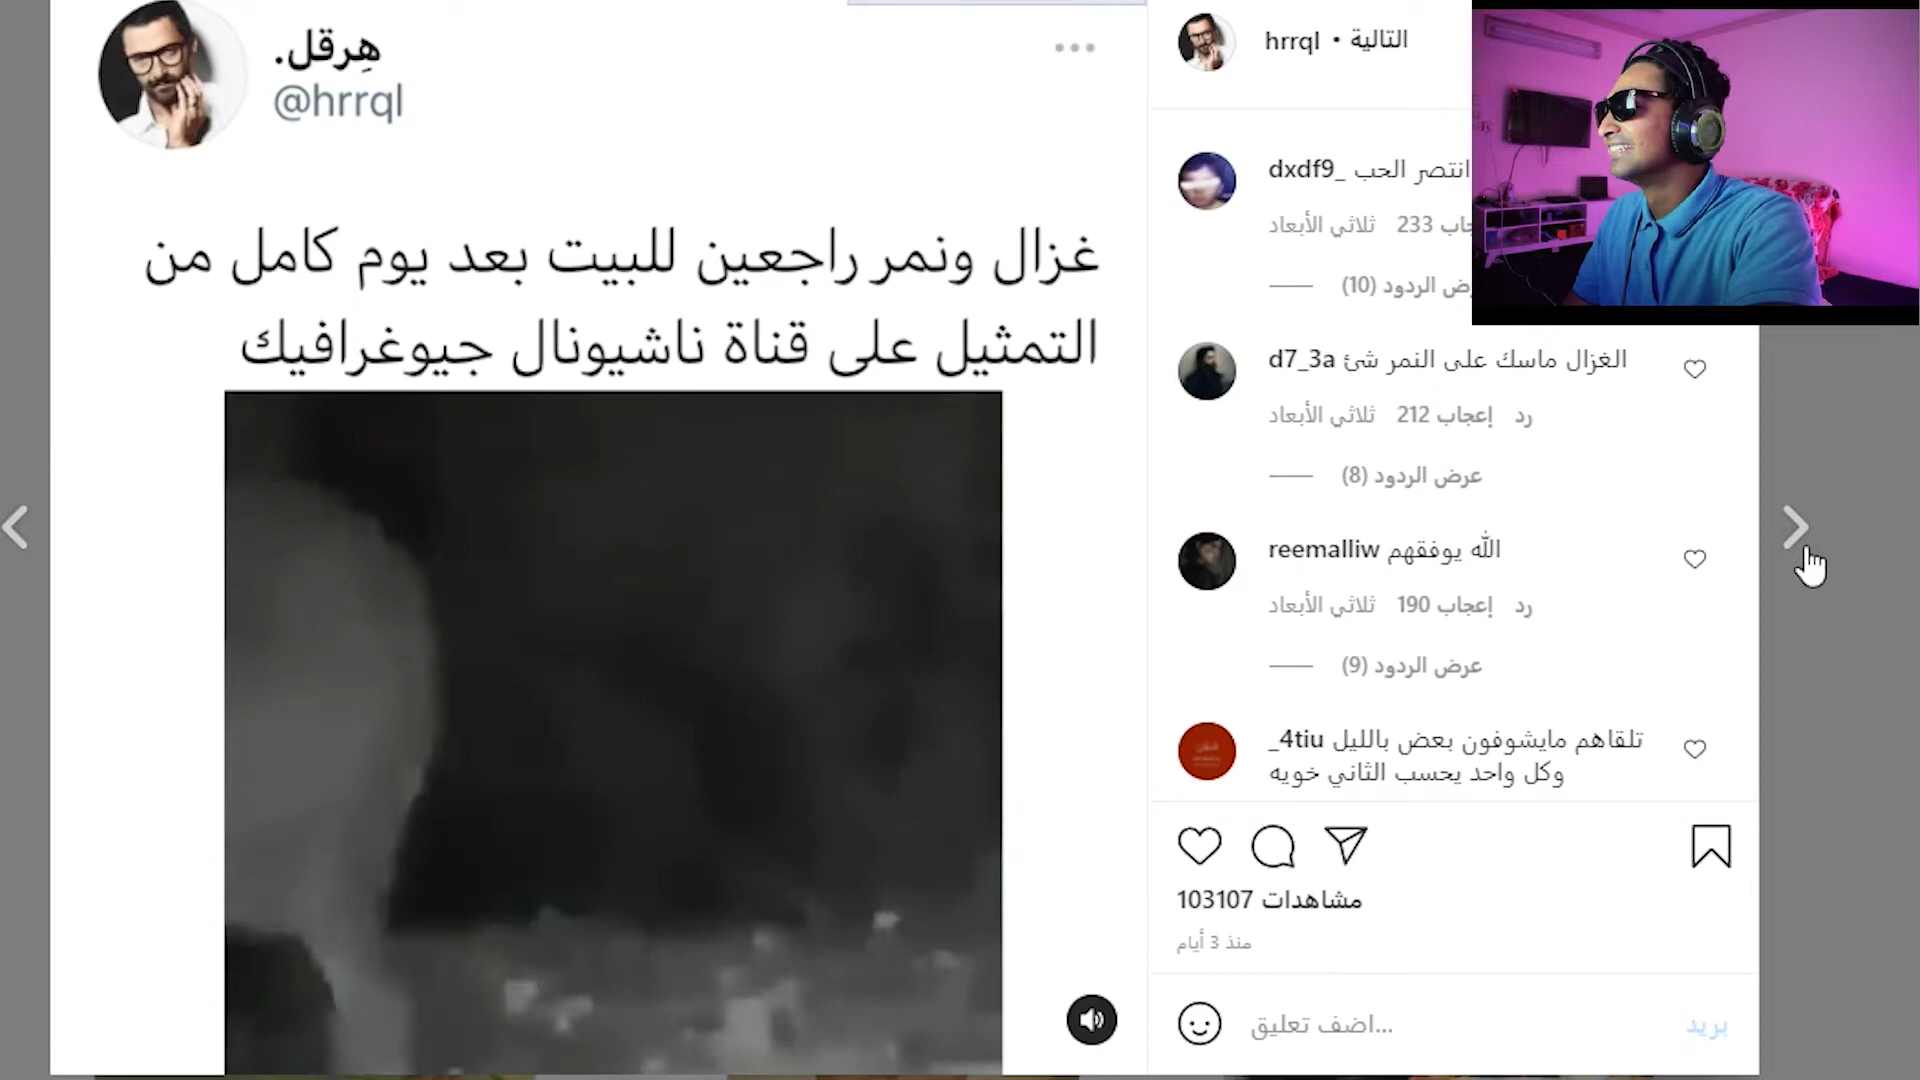 هِرقل.
@hrrql
غزال ونمر راجعين للبيت بعد يوم كامل من
التمثيل على قناة ناشيونال جيوغرافيك
hrrql • التالية
dxdf9_ انتصر الحب
ثلاثي الأبعاد 233
(10) الردود
d7_3a الغزال ماسك على النمر شئ
ثلاثي الأبعاد 212 إعجاب رد
عرض الردود (8)
reemalliw الله يوفقهم
ثلاثي الأبعاد 190 إعجاب رد
عرض الردود (9)
_4tiu تلقاهم مايشوفون بعض بالليل
وكل واحد يحسب الثاني خويه
103107 مشاهدات
منذ 3 أيام
اضف تعليق...
بريد